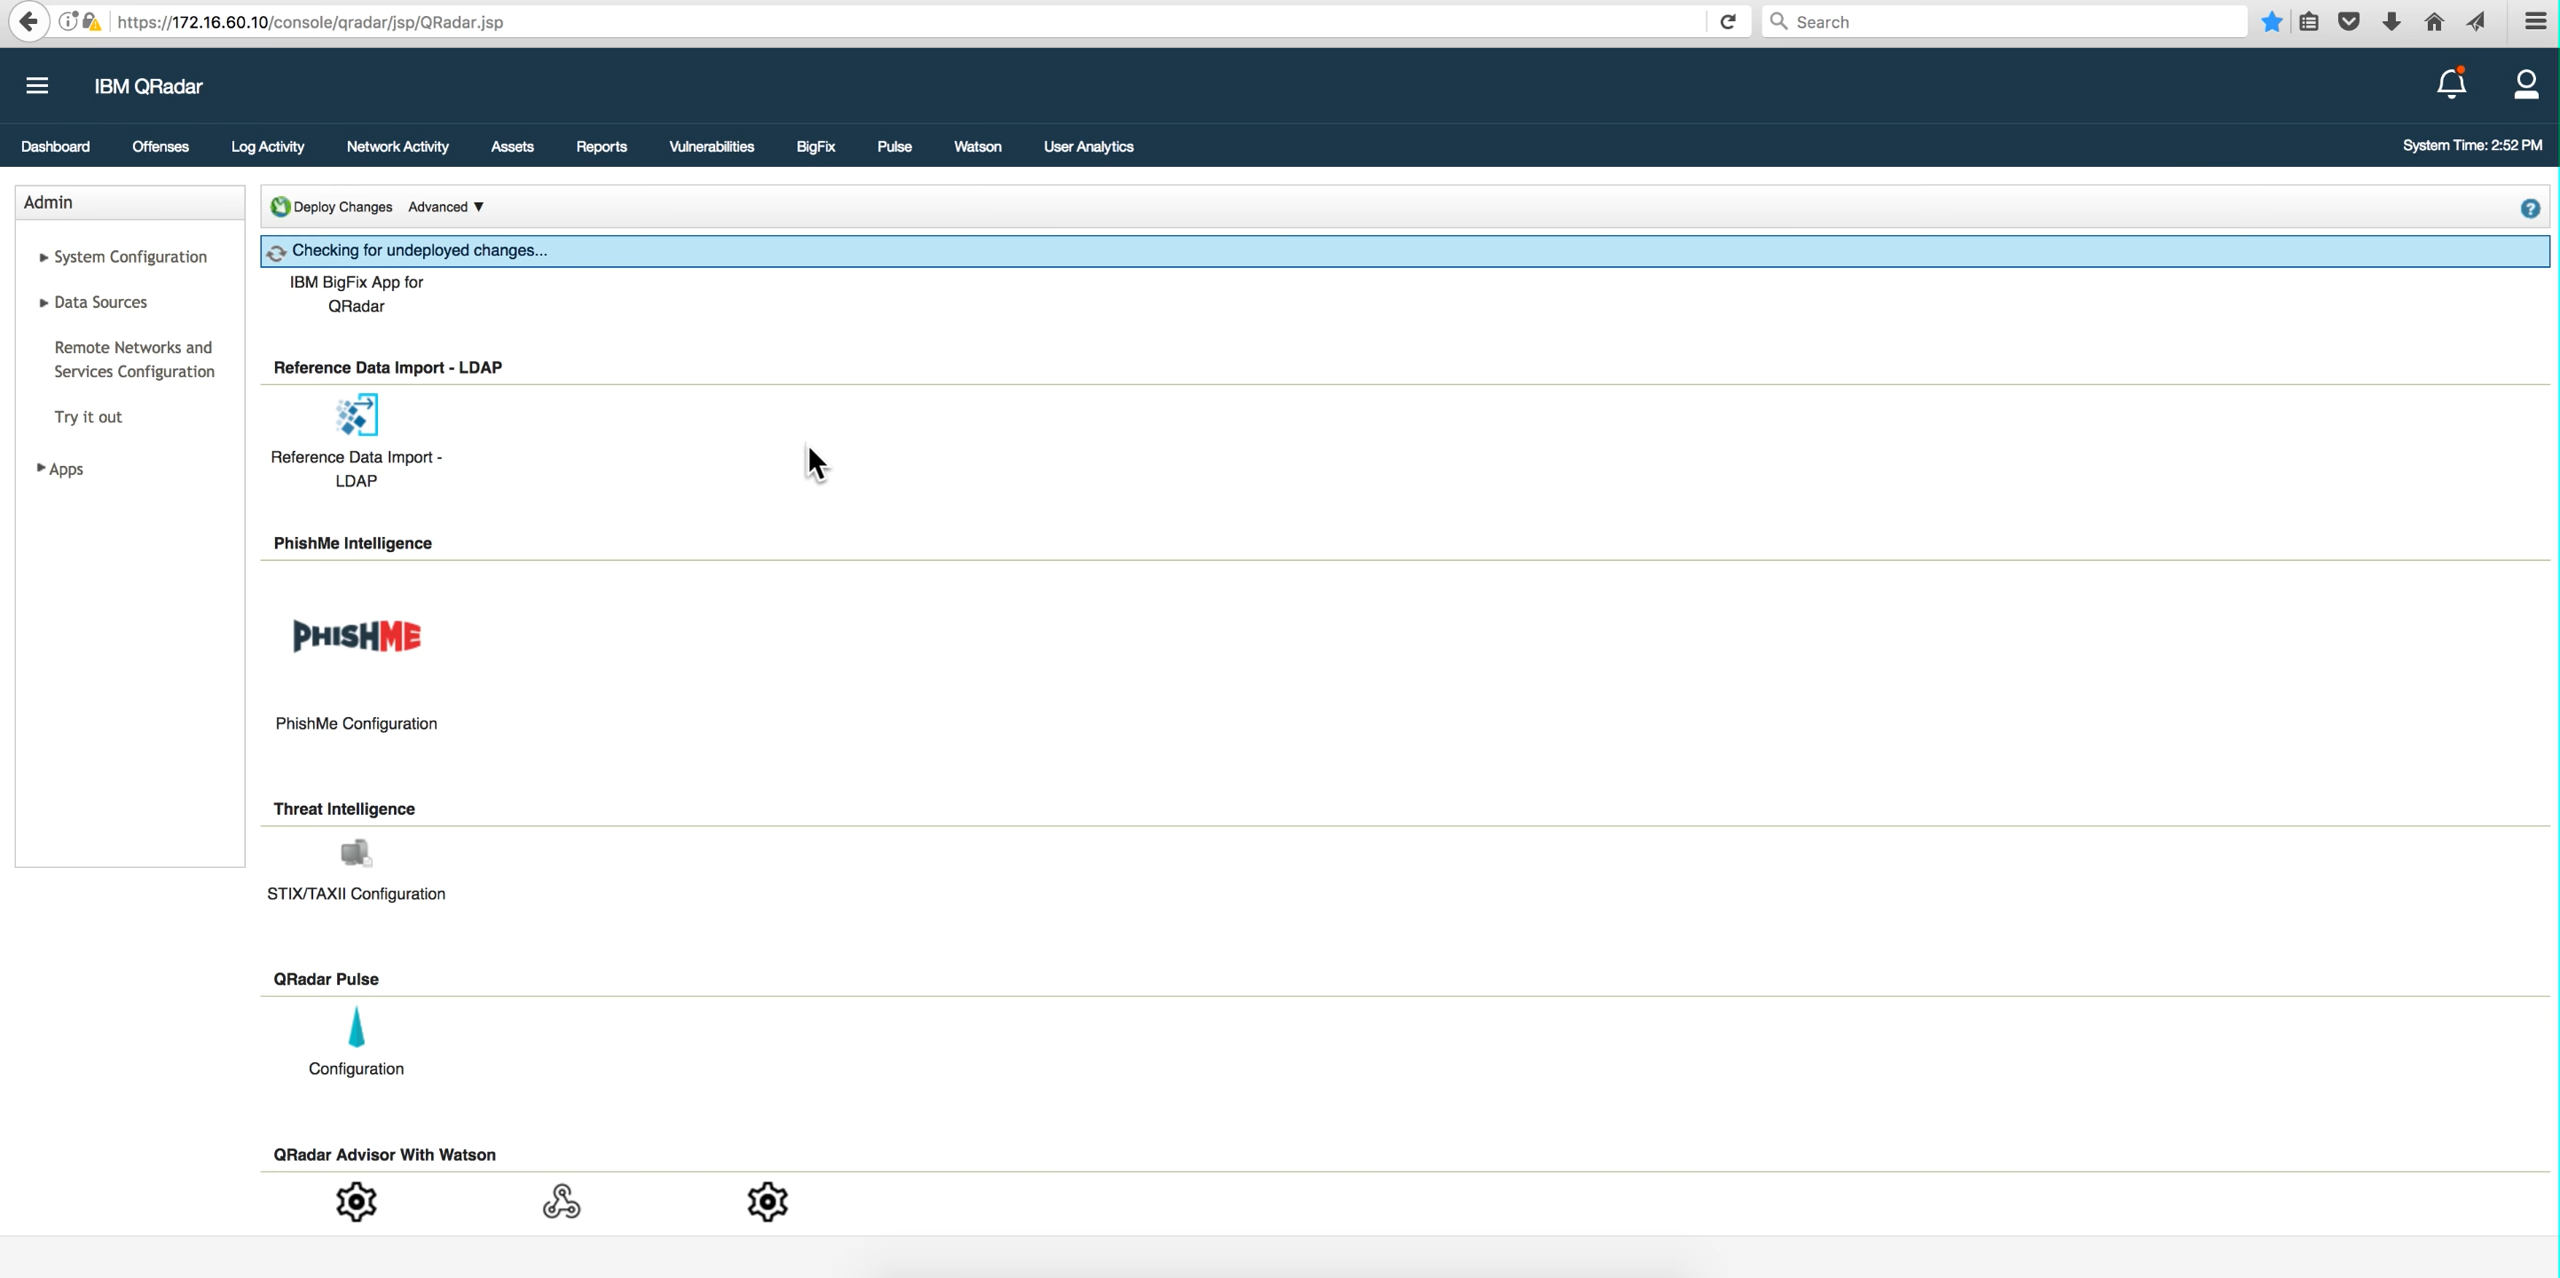 https://172.16.60.10/console/qradar/jsp/QRadar.jsp
Search
IBM QRadar
Dashboard Offenses Log Activity Network Activity Assets Reports Vulnerabilities BigFix Pulse Watson User Analytics System Time: 2:52 PM
Admin
System Configuration
Data Sources
Remote Networks and
Services Configuration
Try it out
Apps
Deploy Changes Advanced ▼
?
Checking for undeployed changes...
IBM BigFix App for
QRadar
Reference Data Import - LDAP
Reference Data Import -
LDAP
PhishMe Intelligence
PHISHME
PhishMe Configuration
Threat Intelligence
STIX/TAXII Configuration
QRadar Pulse
Configuration
QRadar Advisor With Watson